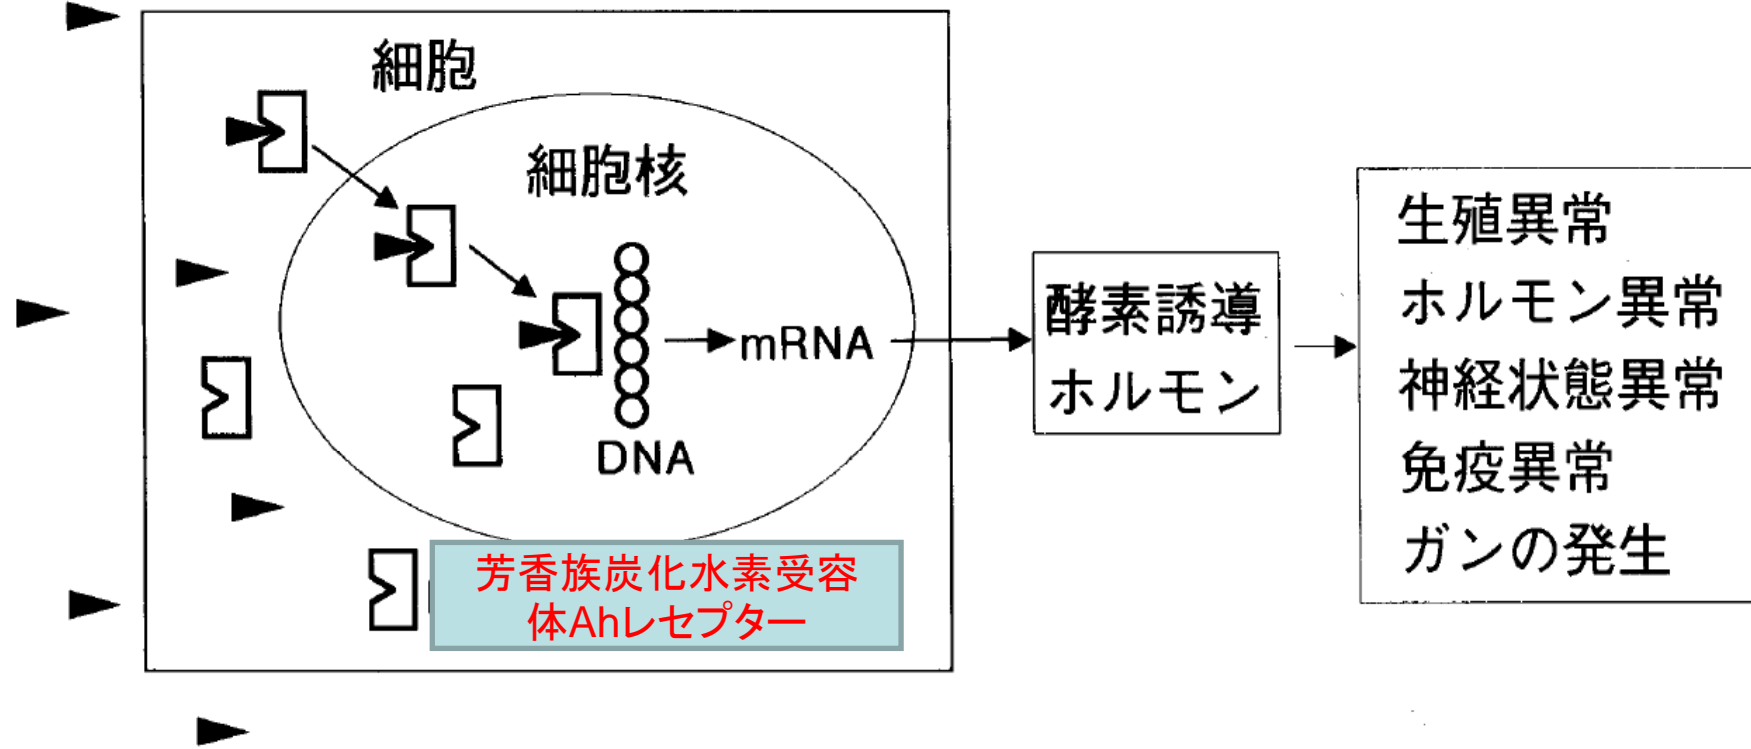 細胞
細胞核
mRNA
DNA
芳香族炭化水素受容
体Ahレセプター
酵素誘導
ホルモン
生殖異常
ホルモン異常
神経状態異常
免疫異常
ガンの発生